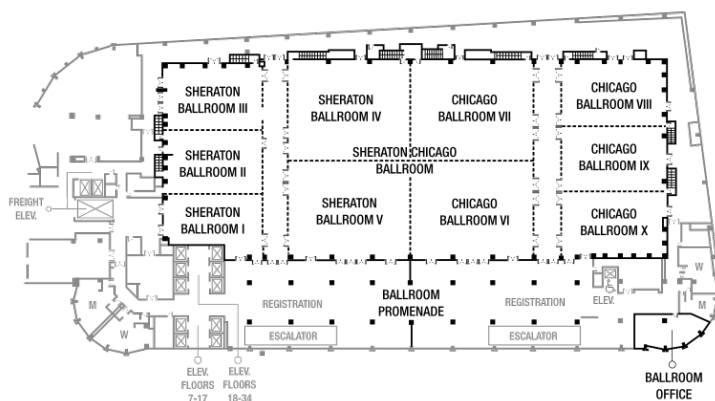 SHERATON
BALLROOM III
SHERATON
BALLROOM IV
CHICAGO
BALLROOM VII
CHICAGO
BALLROOM VIII
SHERATON
BALLROOM II
SHERATON CHICAGO
BALLROOM
CHICAGO
BALLROOM IX
FREIGHT
ELEV.
SHERATON
BALLROOM I
SHERATON
BALLROOM V
CHICAGO
BALLROOM VI
CHICAGO
BALLROOM X
W
M
M
W
REGISTRATION
BALLROOM
PROMENADE
REGISTRATION
ELEV.
ESCALATOR
ESCALATOR
ELEV.
FLOORS
7-17
ELEV.
FLOORS
18-34
BALLROOM
OFFICE